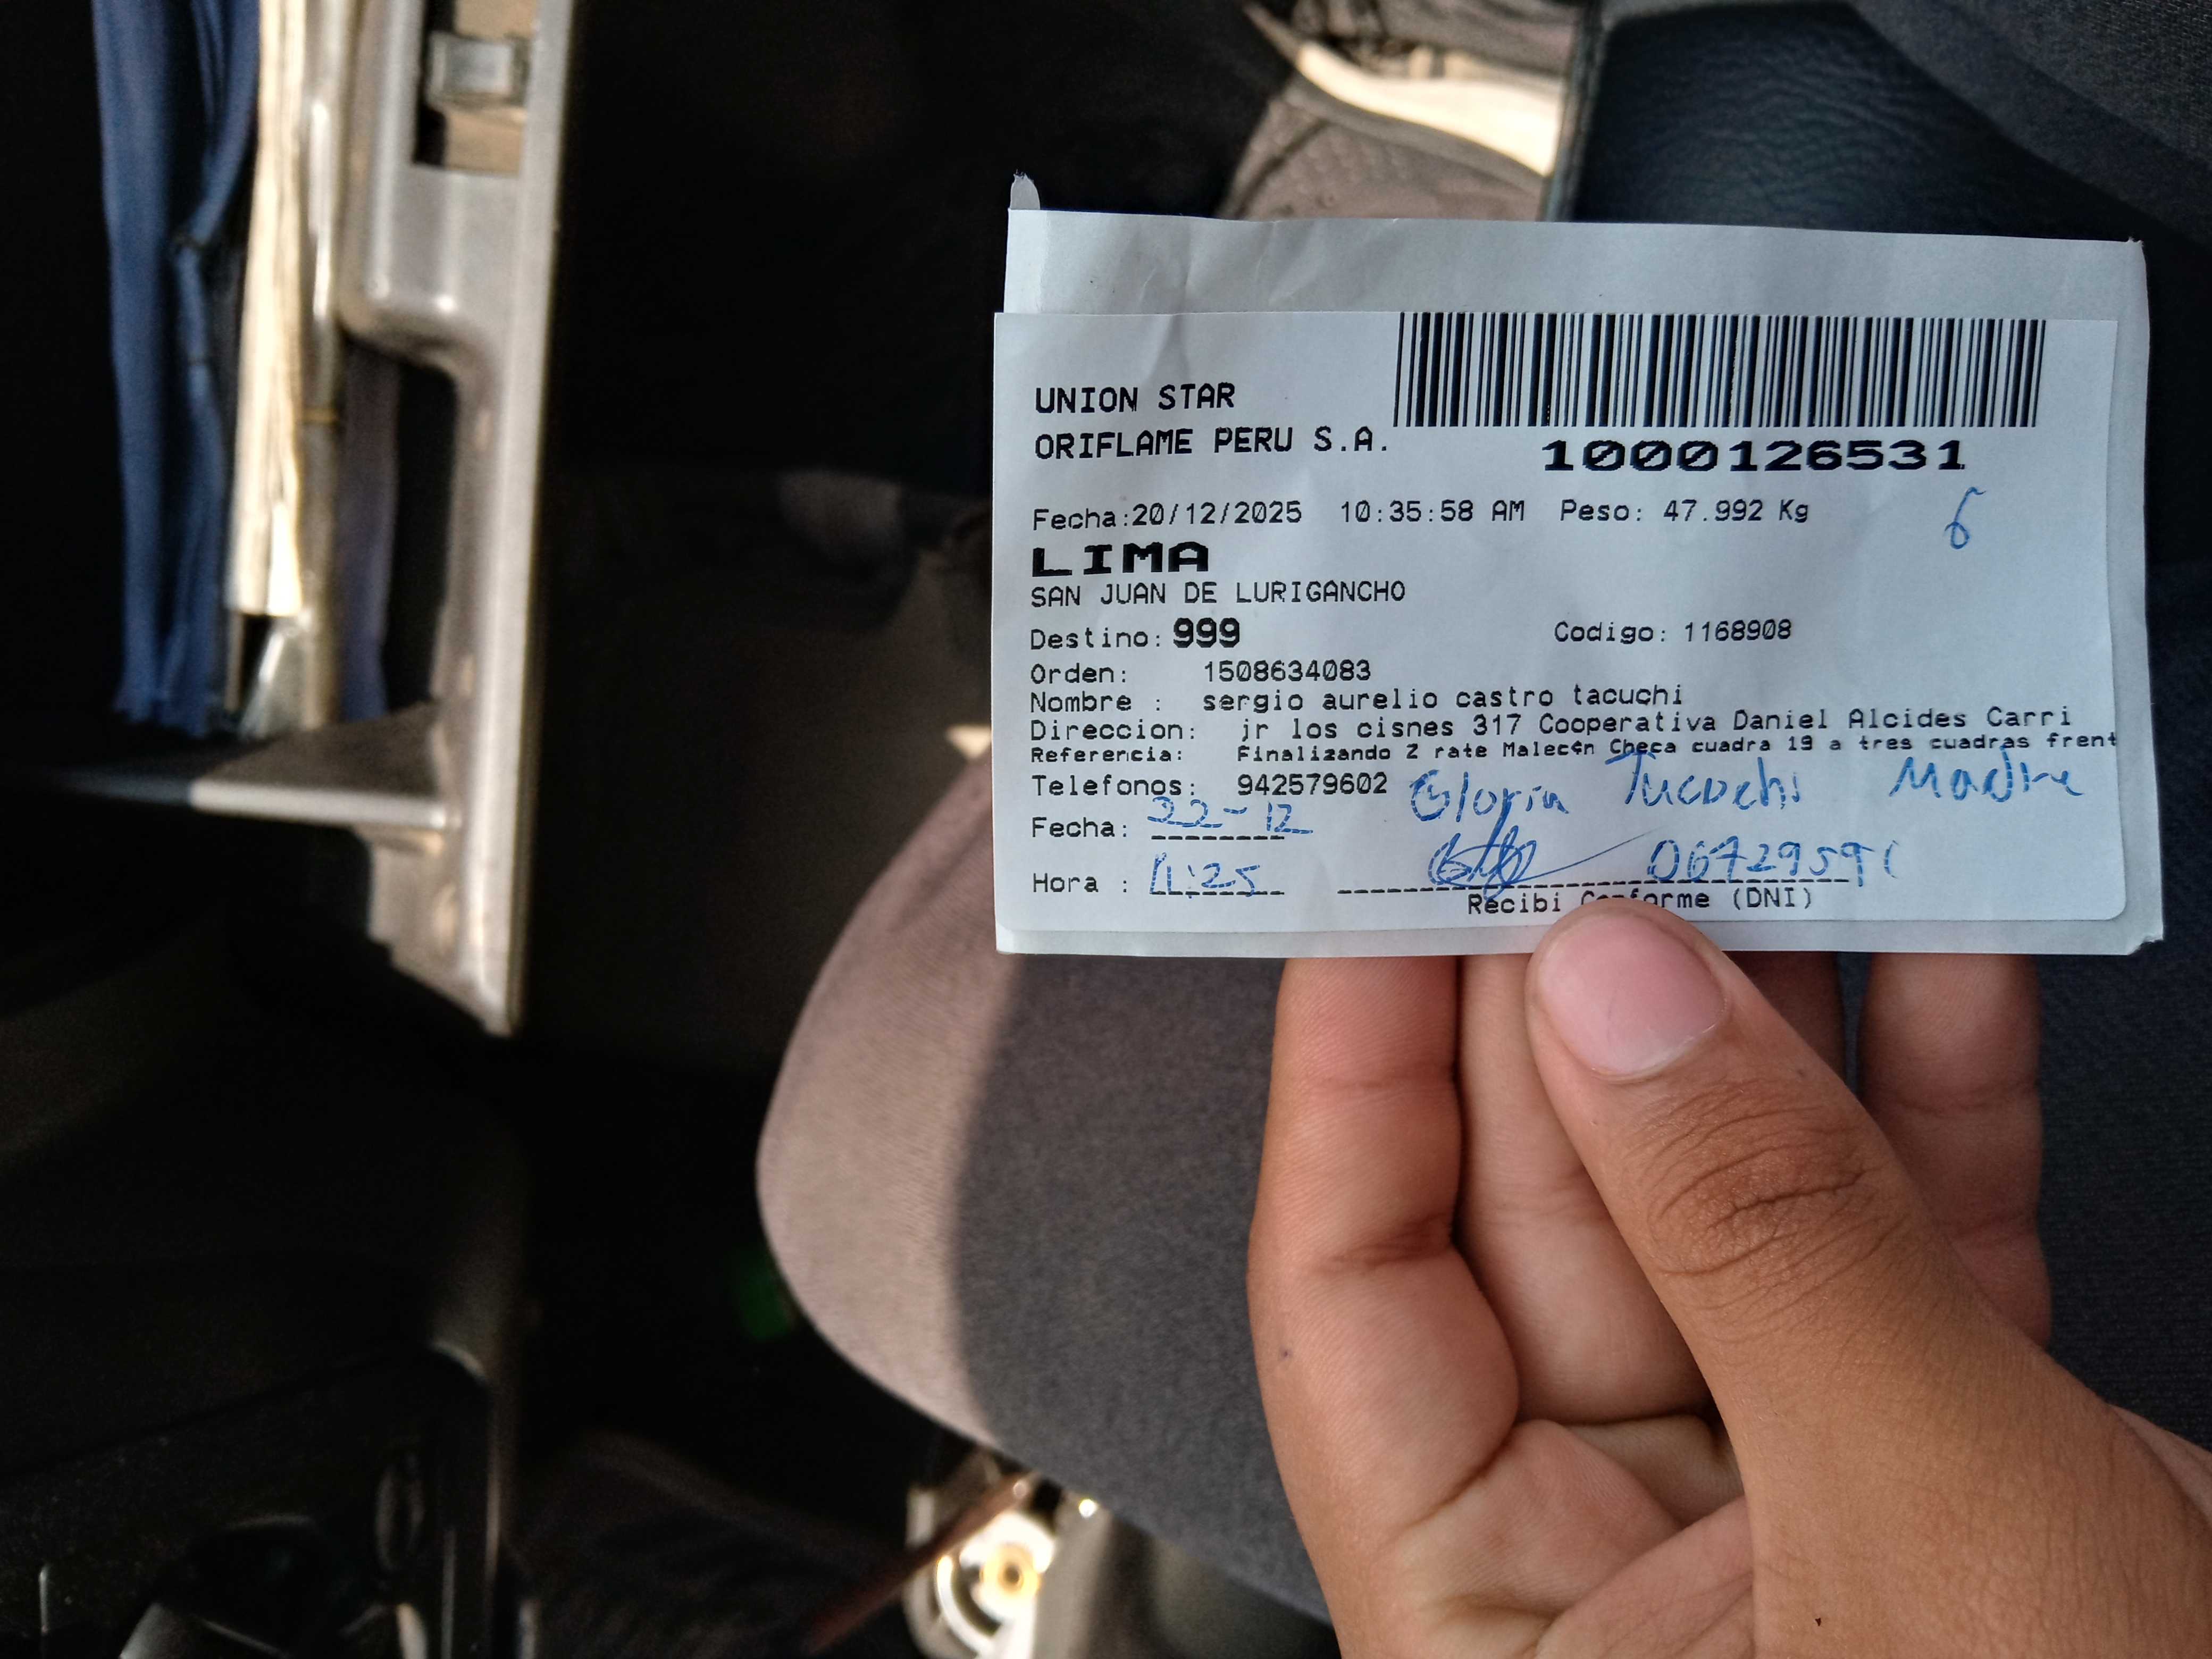 UNION STAR
ORIFLAME PERU S.A.
1000126531
Fecha:20/12/2025 10:35:58 AM Peso: 47.992 Kg
6
LIMA
SAN JUAN DE LURIGANCHO
Destino: 999 Codigo: 1168908
Orden: 1508634083
Nombre : sergio aurelio castro tacuchi
Direccion: jr los cisnes 317 Cooperativa Daniel Alcides Carri
Referencia: Finalizando 2 rate Malec¢n Checa cuadra 19 a tres cuadras frent
Telefonos: 942579602 Gloria Tucuchi Madre
Fecha: 22-12
Hora : 11:25 06729591
Recibi Conforme (DNI)